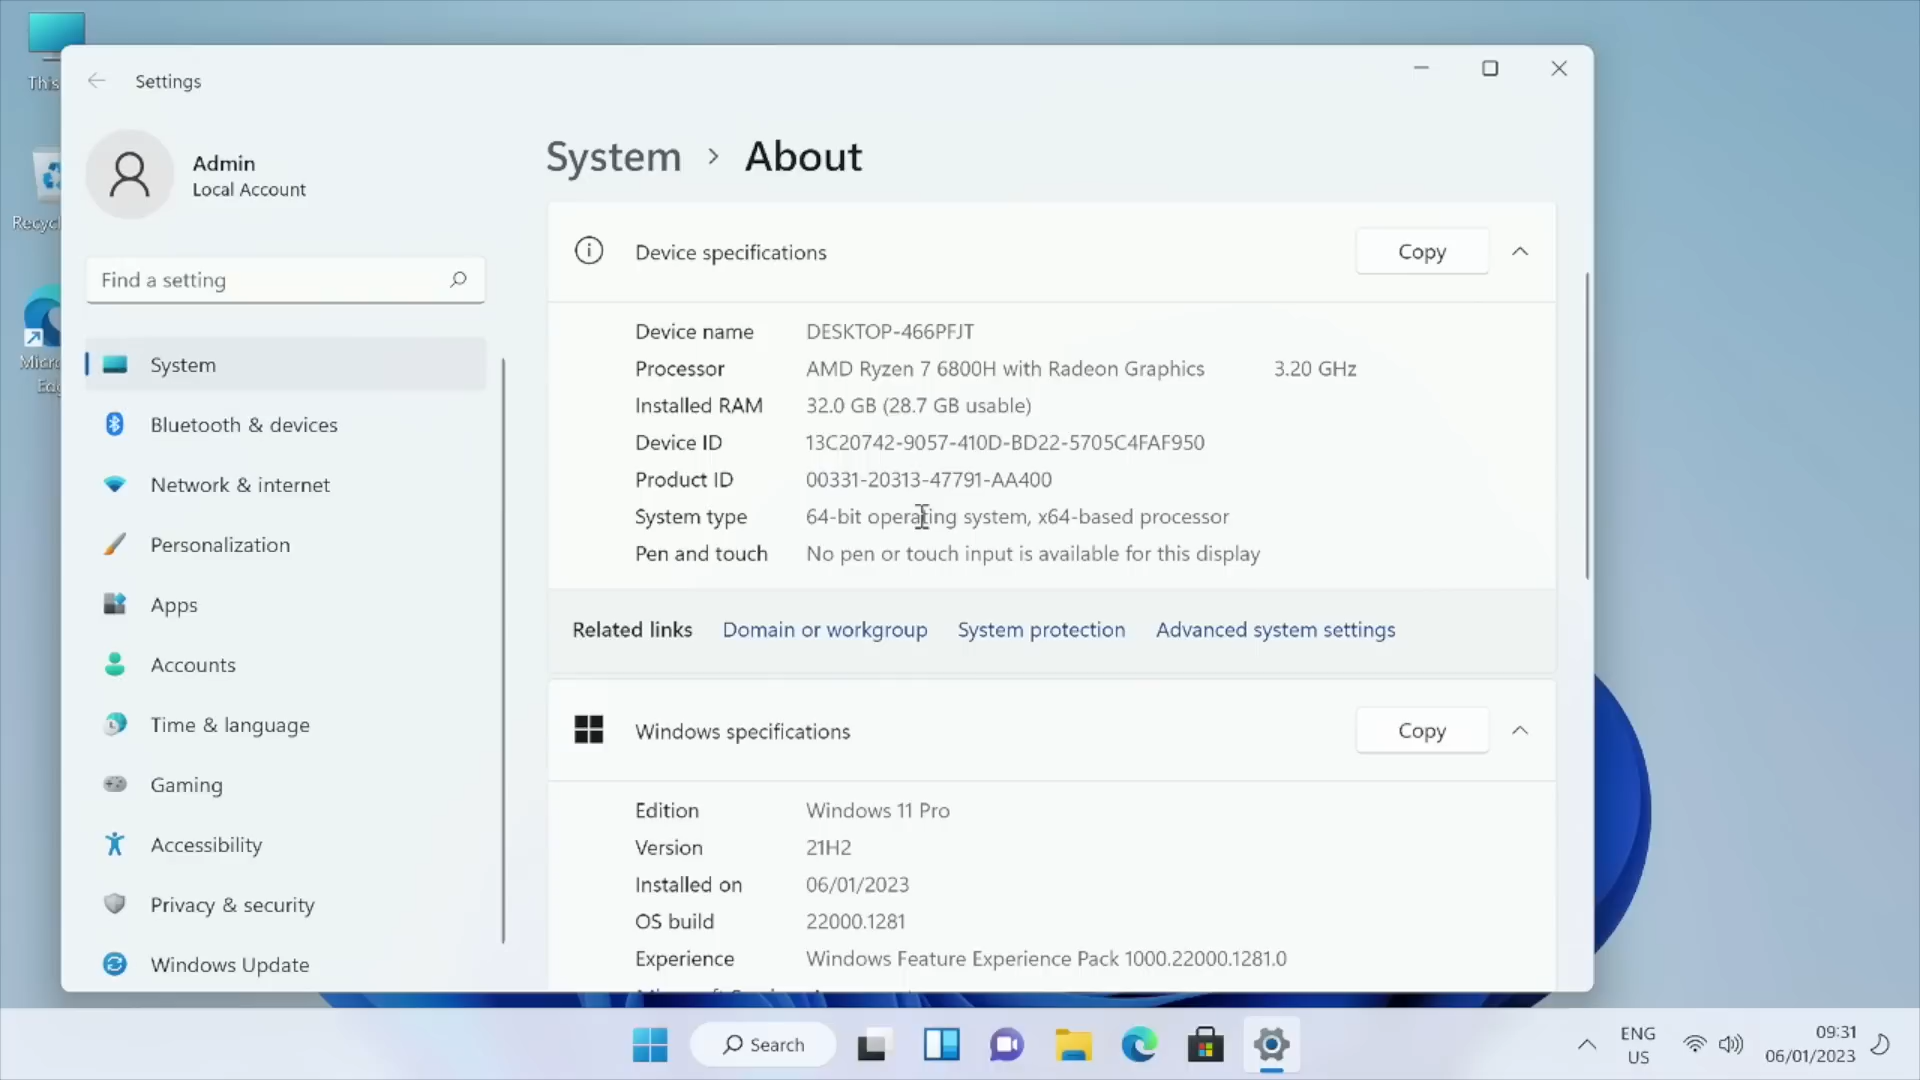 This
Settings
Admin
Local Account
Find a setting
System
Bluetooth & devices
Network & internet
Personalization
Apps
Accounts
Time & language
Gaming
Accessibility
Privacy & security
Windows Update
System > About
Device specifications
Copy
Device name DESKTOP-466PFJT
Processor AMD Ryzen 7 6800H with Radeon Graphics 3.20 GHz
Installed RAM 32.0 GB (28.7 GB usable)
Device ID 13C20742-9057-410D-BD22-5705C4FAF950
Product ID 00331-20313-47791-AA400
System type 64-bit operating system, x64-based processor
Pen and touch No pen or touch input is available for this display
Related links Domain or workgroup System protection Advanced system settings
Windows specifications
Copy
Edition Windows 11 Pro
Version 21H2
Installed on 06/01/2023
OS build 22000.1281
Experience Windows Feature Experience Pack 1000.22000.1281.0
Search
ENG
US
09:31
06/01/2023